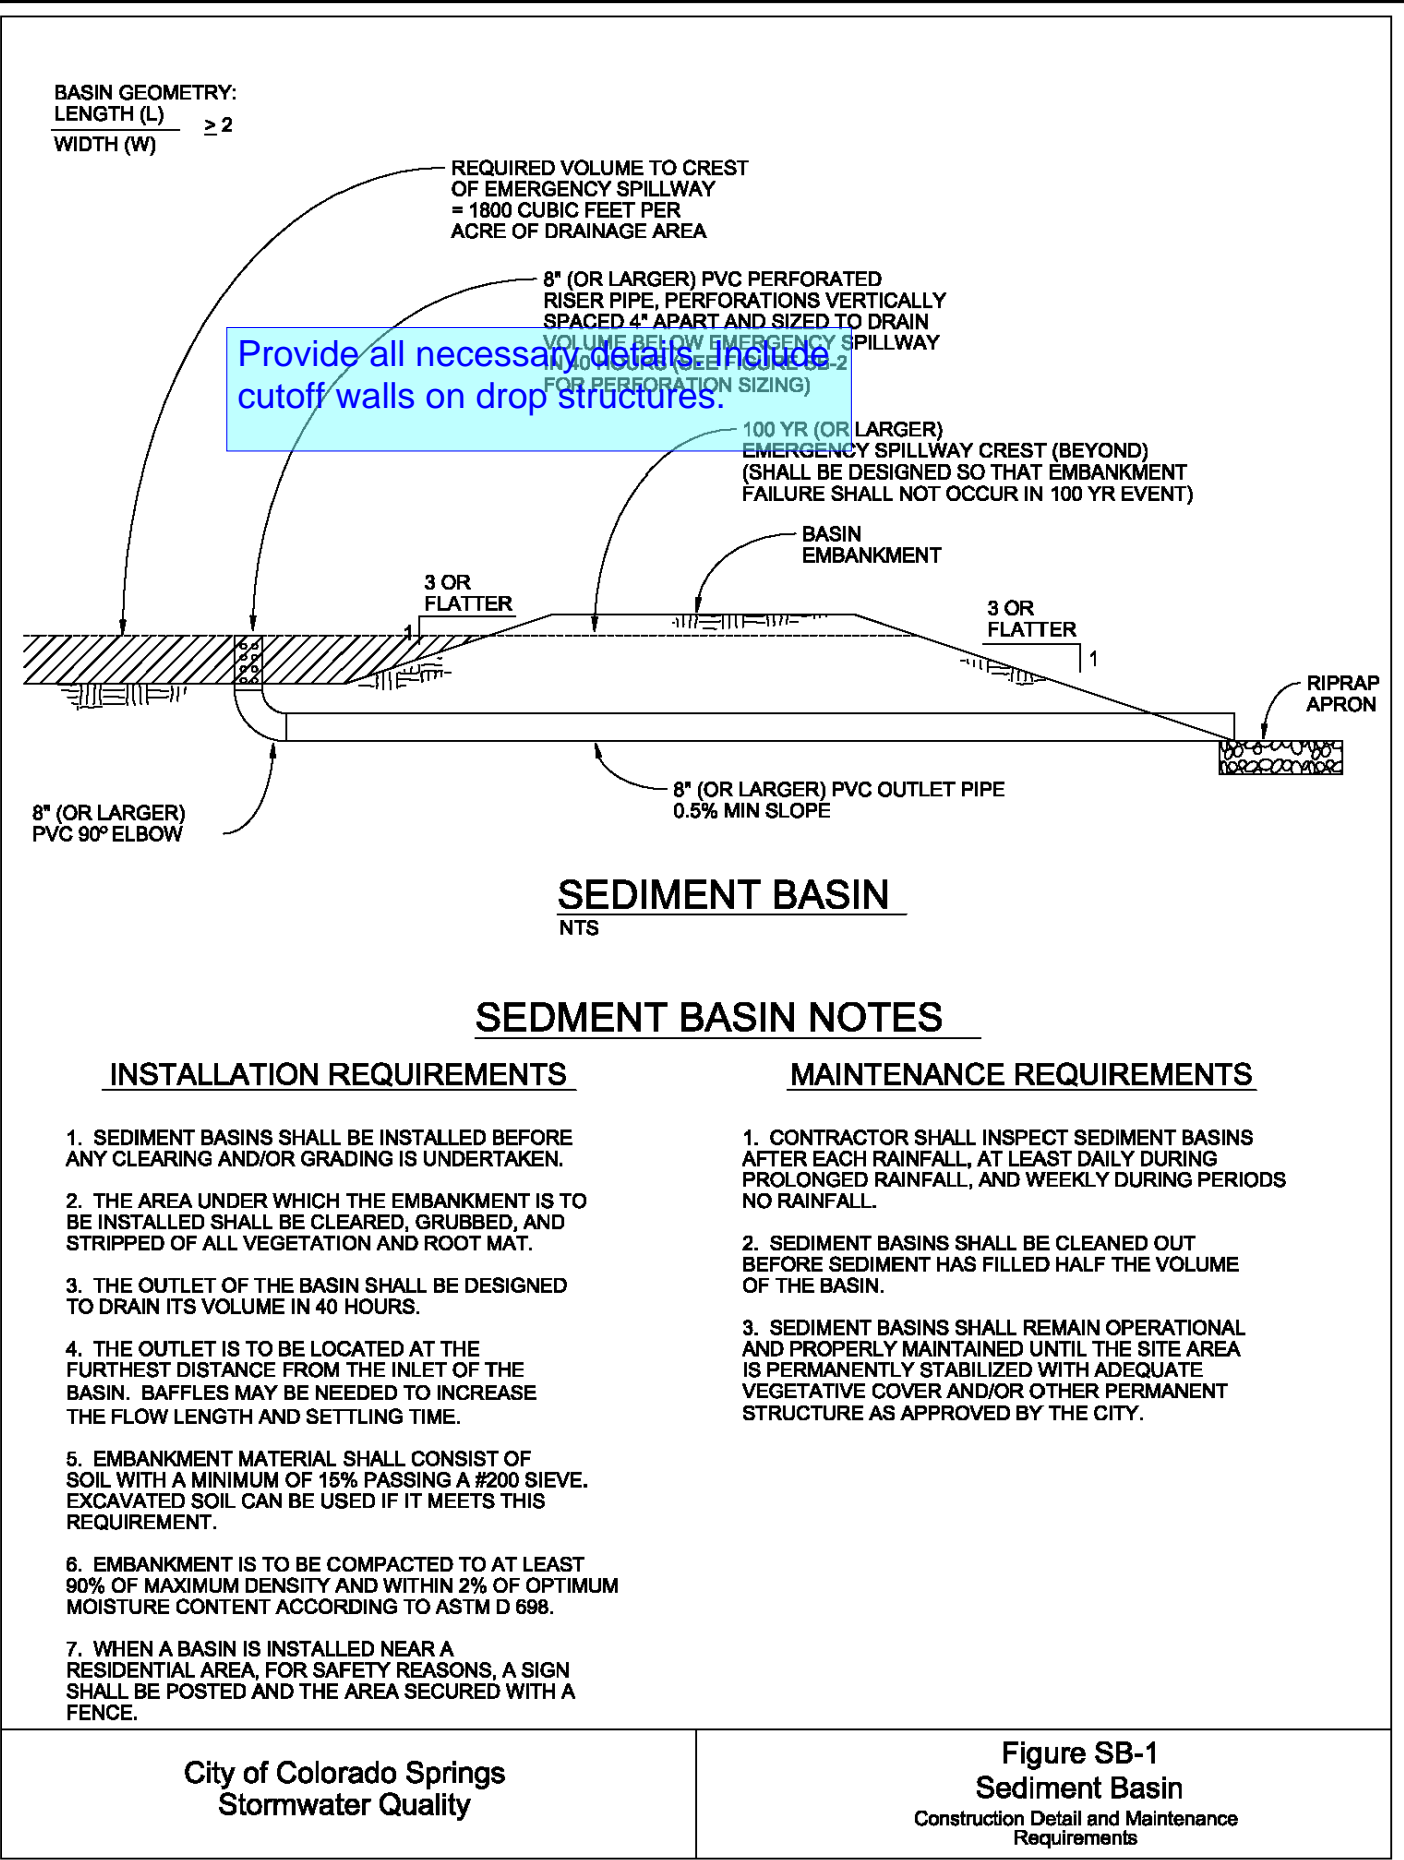 BASIN GEOMETRY:
LENGTH (L)
WIDTH (W)
≥ 2
REQUIRED VOLUME TO CREST
OF EMERGENCY SPILLWAY
= 1800 CUBIC FEET PER
ACRE OF DRAINAGE AREA
8" (OR LARGER) PVC PERFORATED
RISER PIPE, PERFORATIONS VERTICALLY
SPACED 4" APART AND SIZED TO DRAIN
VOLUME BELOW EMERGENCY SPILLWAY
IN 40 HOURS (SEE FIGURE SB-2
FOR PERFORATION SIZING)
Provide all necessary details. Include
cutoff walls on drop structures.
100 YR (OR LARGER)
EMERGENCY SPILLWAY CREST (BEYOND)
(SHALL BE DESIGNED SO THAT EMBANKMENT
FAILURE SHALL NOT OCCUR IN 100 YR EVENT)
BASIN
EMBANKMENT
3 OR
FLATTER
1
3 OR
FLATTER
1
RIPRAP
APRON
8" (OR LARGER) PVC OUTLET PIPE
0.5% MIN SLOPE
8" (OR LARGER)
PVC 90º ELBOW
SEDIMENT BASIN
NTS
SEDMENT BASIN NOTES
INSTALLATION REQUIREMENTS
1. SEDIMENT BASINS SHALL BE INSTALLED BEFORE
ANY CLEARING AND/OR GRADING IS UNDERTAKEN.
2. THE AREA UNDER WHICH THE EMBANKMENT IS TO
BE INSTALLED SHALL BE CLEARED, GRUBBED, AND
STRIPPED OF ALL VEGETATION AND ROOT MAT.
3. THE OUTLET OF THE BASIN SHALL BE DESIGNED
TO DRAIN ITS VOLUME IN 40 HOURS.
4. THE OUTLET IS TO BE LOCATED AT THE
FURTHEST DISTANCE FROM THE INLET OF THE
BASIN. BAFFLES MAY BE NEEDED TO INCREASE
THE FLOW LENGTH AND SETTLING TIME.
5. EMBANKMENT MATERIAL SHALL CONSIST OF
SOIL WITH A MINIMUM OF 15% PASSING A #200 SIEVE.
EXCAVATED SOIL CAN BE USED IF IT MEETS THIS
REQUIREMENT.
6. EMBANKMENT IS TO BE COMPACTED TO AT LEAST
90% OF MAXIMUM DENSITY AND WITHIN 2% OF OPTIMUM
MOISTURE CONTENT ACCORDING TO ASTM D 698.
7. WHEN A BASIN IS INSTALLED NEAR A
RESIDENTIAL AREA, FOR SAFETY REASONS, A SIGN
SHALL BE POSTED AND THE AREA SECURED WITH A
FENCE.
MAINTENANCE REQUIREMENTS
1. CONTRACTOR SHALL INSPECT SEDIMENT BASINS
AFTER EACH RAINFALL, AT LEAST DAILY DURING
PROLONGED RAINFALL, AND WEEKLY DURING PERIODS
NO RAINFALL.
2. SEDIMENT BASINS SHALL BE CLEANED OUT
BEFORE SEDIMENT HAS FILLED HALF THE VOLUME
OF THE BASIN.
3. SEDIMENT BASINS SHALL REMAIN OPERATIONAL
AND PROPERLY MAINTAINED UNTIL THE SITE AREA
IS PERMANENTLY STABILIZED WITH ADEQUATE
VEGETATIVE COVER AND/OR OTHER PERMANENT
STRUCTURE AS APPROVED BY THE CITY.
City of Colorado Springs
Stormwater Quality
Figure SB-1
Sediment Basin
Construction Detail and Maintenance
Requirements